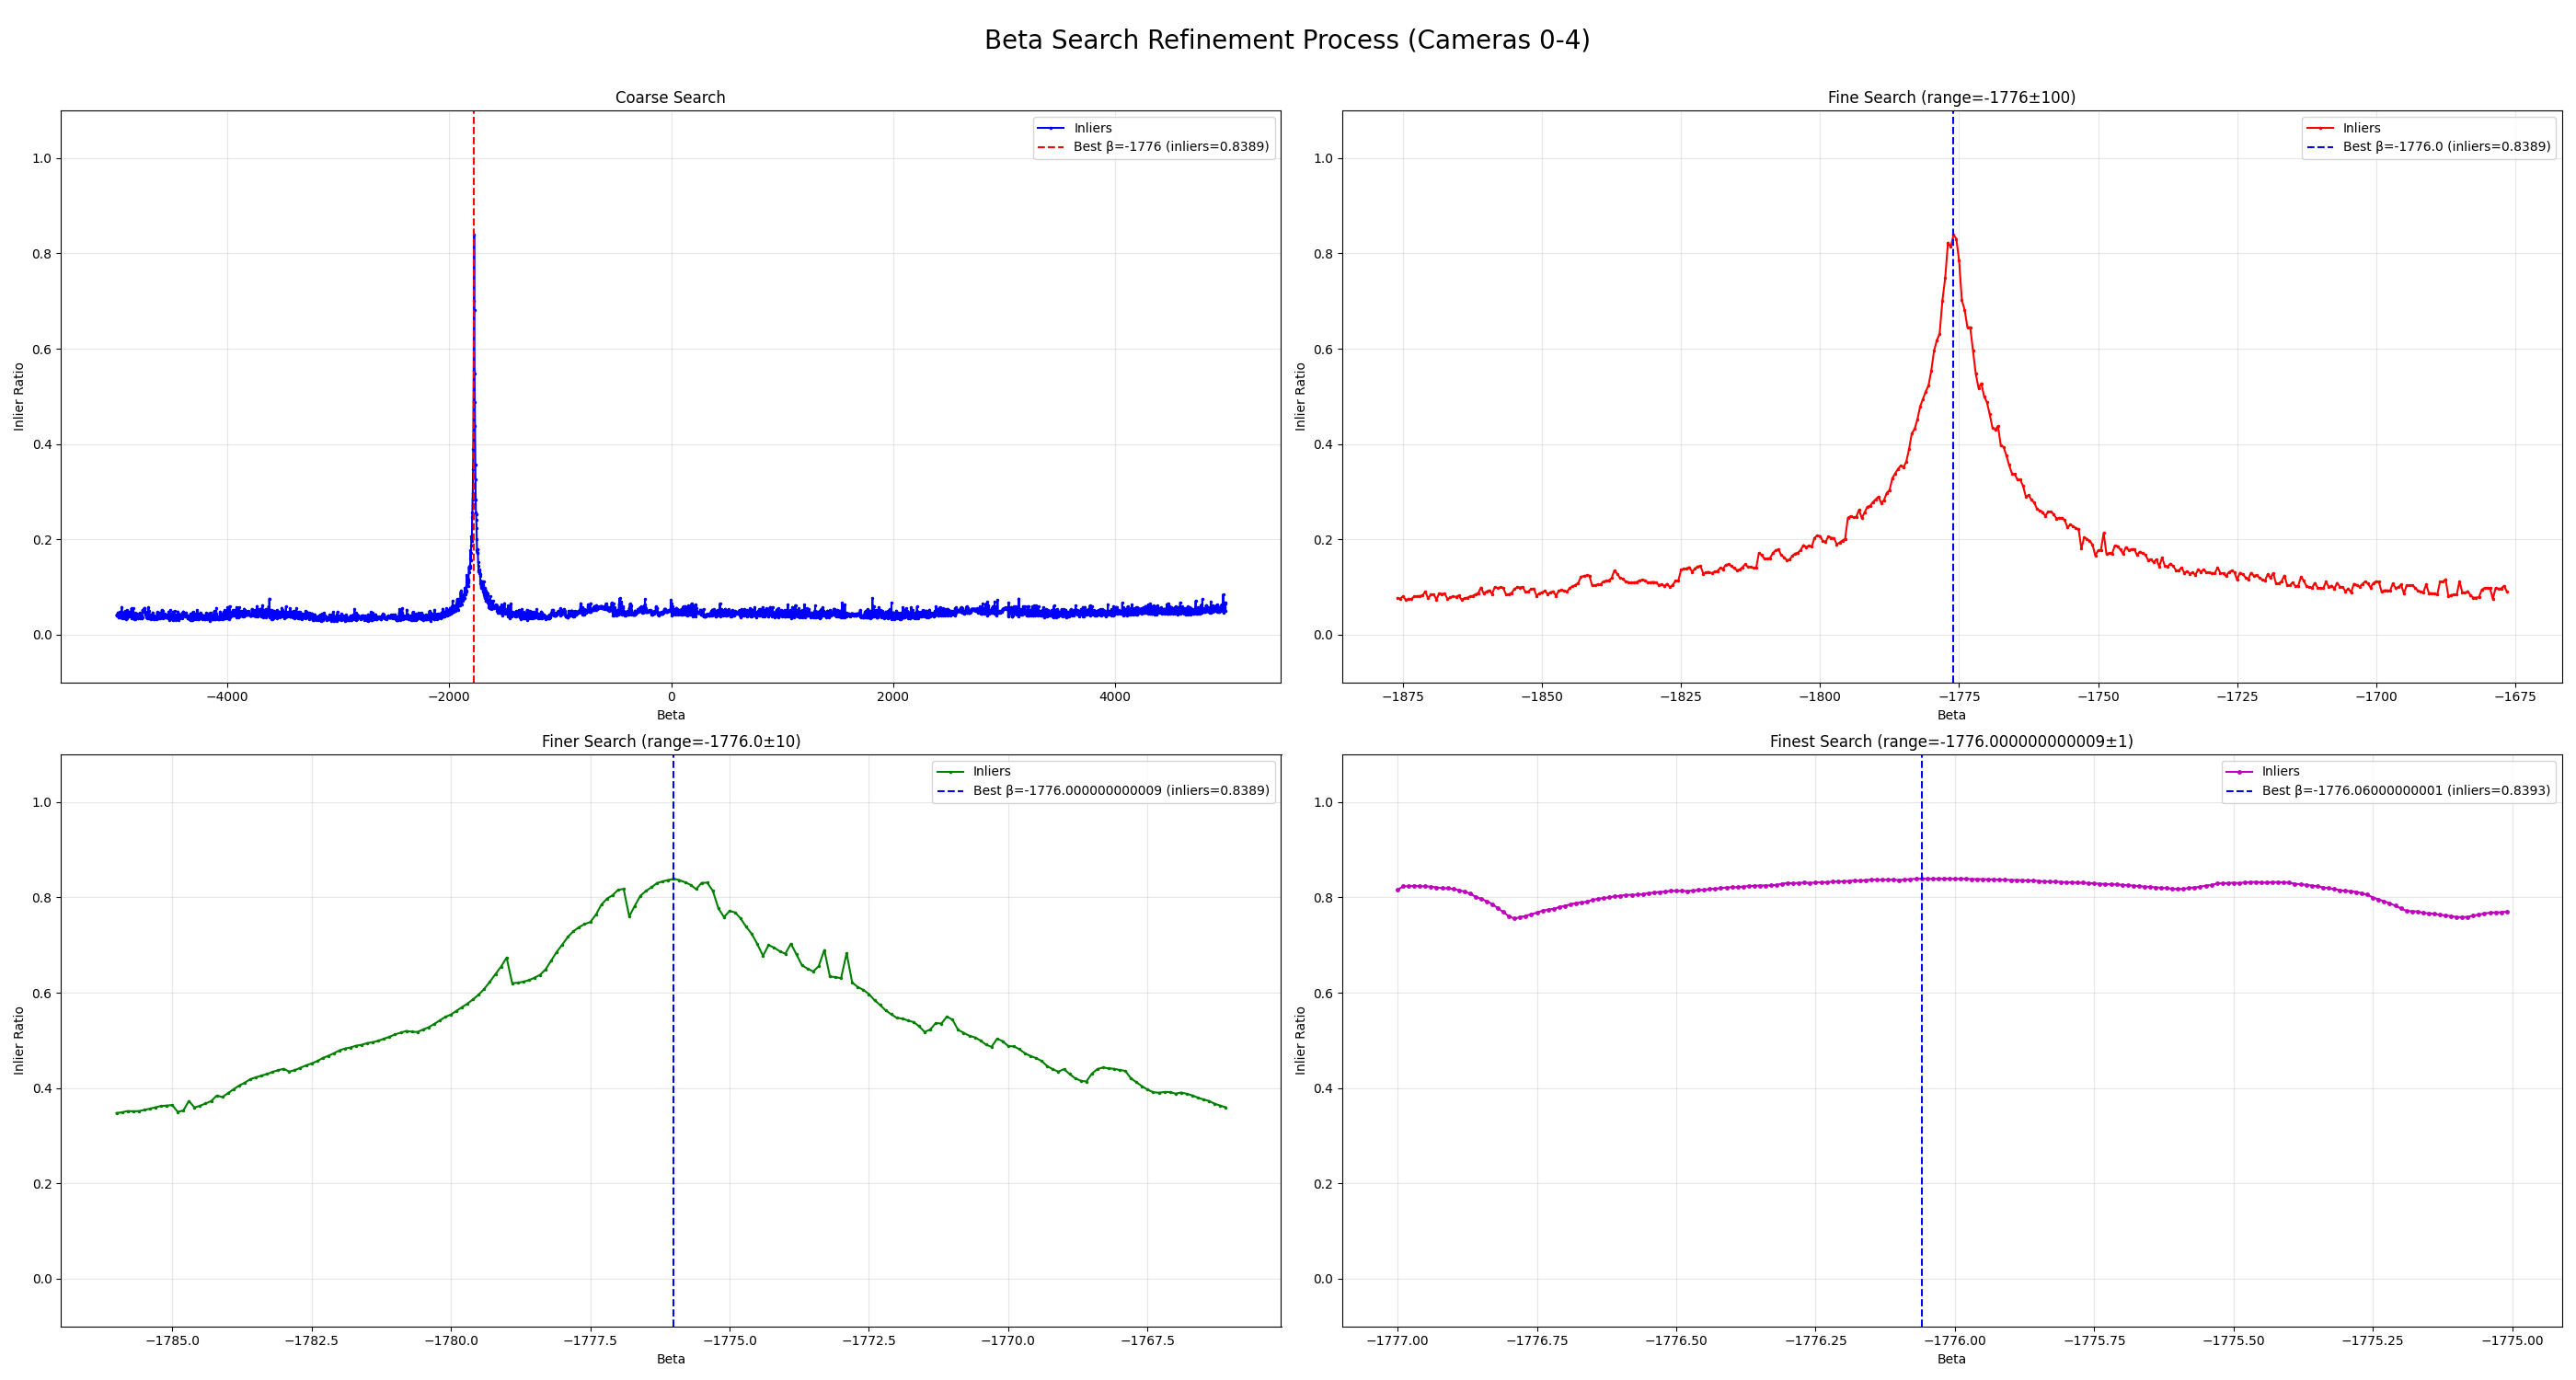 Beta Search Refinement Process (Cameras 0-4)
Coarse Search
Inliers
Best β=-1776 (inliers=0.8389)
1.0
0.8
0.6
0.4
0.2
0.0
Inlier Ratio
−4000 −2000 0 2000 4000
Beta
Fine Search (range=-1776±100)
Inliers
Best β=-1776.0 (inliers=0.8389)
1.0
0.8
0.6
0.4
0.2
0.0
Inlier Ratio
−1875 −1850 −1825 −1800 −1775 −1750 −1725 −1700 −1675
Beta
Finer Search (range=-1776.0±10)
Inliers
Best β=-1776.000000000009 (inliers=0.8389)
1.0
0.8
0.6
0.4
0.2
0.0
Inlier Ratio
−1785.0 −1782.5 −1780.0 −1777.5 −1775.0 −1772.5 −1770.0 −1767.5
Beta
Finest Search (range=-1776.000000000009±1)
Inliers
Best β=-1776.06000000001 (inliers=0.8393)
1.0
0.8
0.6
0.4
0.2
0.0
Inlier Ratio
−1777.00 −1776.75 −1776.50 −1776.25 −1776.00 −1775.75 −1775.50 −1775.25 −1775.00
Beta